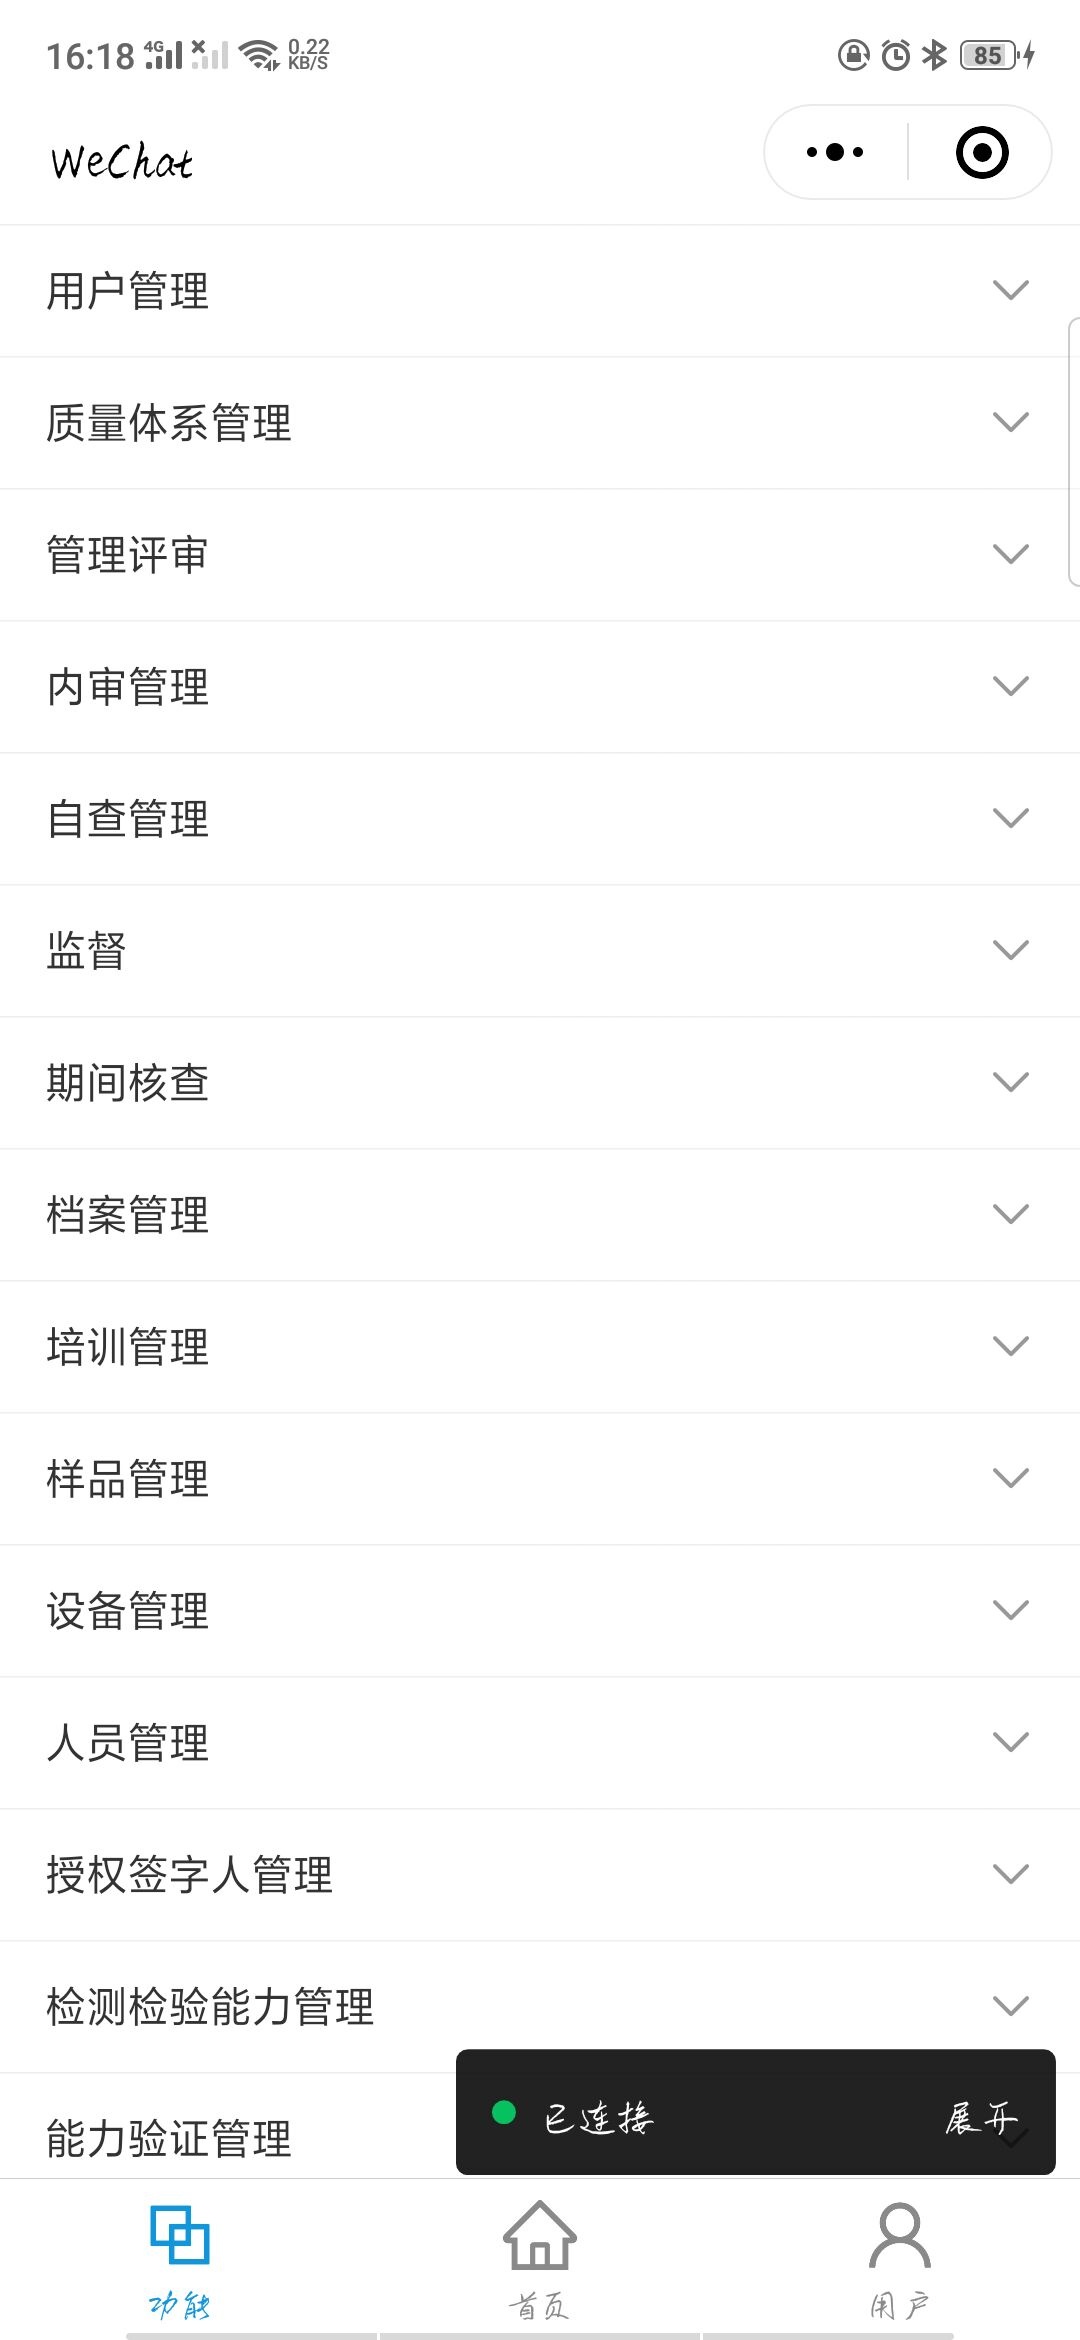 16:18 4G 0.22 KB/S 85
WeChat
用户管理
质量体系管理
管理评审
内审管理
自查管理
监督
期间核查
档案管理
培训管理
样品管理
设备管理
人员管理
授权签字人管理
检测检验能力管理
能力验证管理
已连接 展开
功能 首页 用户